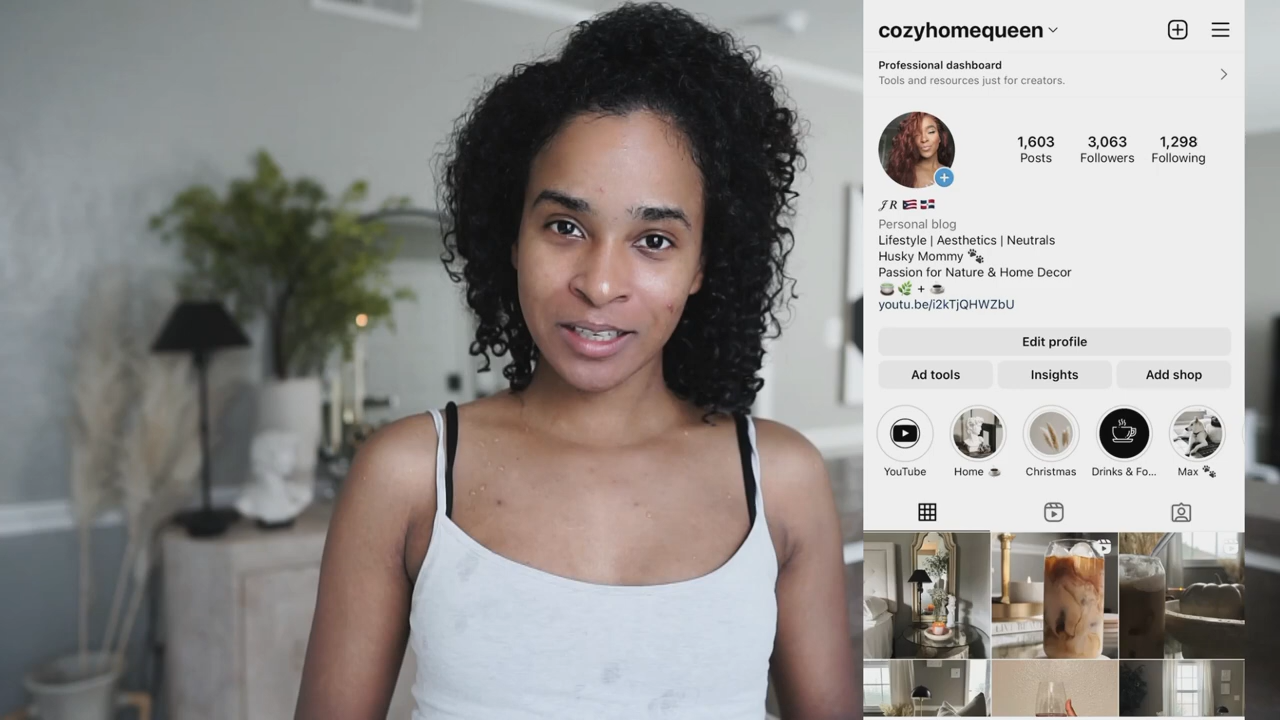 cozyhomequeen
Professional dashboard
Tools and resources just for creators.
1,603
Posts
3,063
Followers
1,298
Following
𝒥𝑅 🇵🇷🇩🇴
Personal blog
Lifestyle | Aesthetics | Neutrals
Husky Mommy 🐾
Passion for Nature & Home Decor
🍵🌿 + ☕
youtu.be/i2kTjQHWZbU
Edit profile
Ad tools
Insights
Add shop
YouTube
Home ☕
Christmas
Drinks & Fo...
Max 🐾